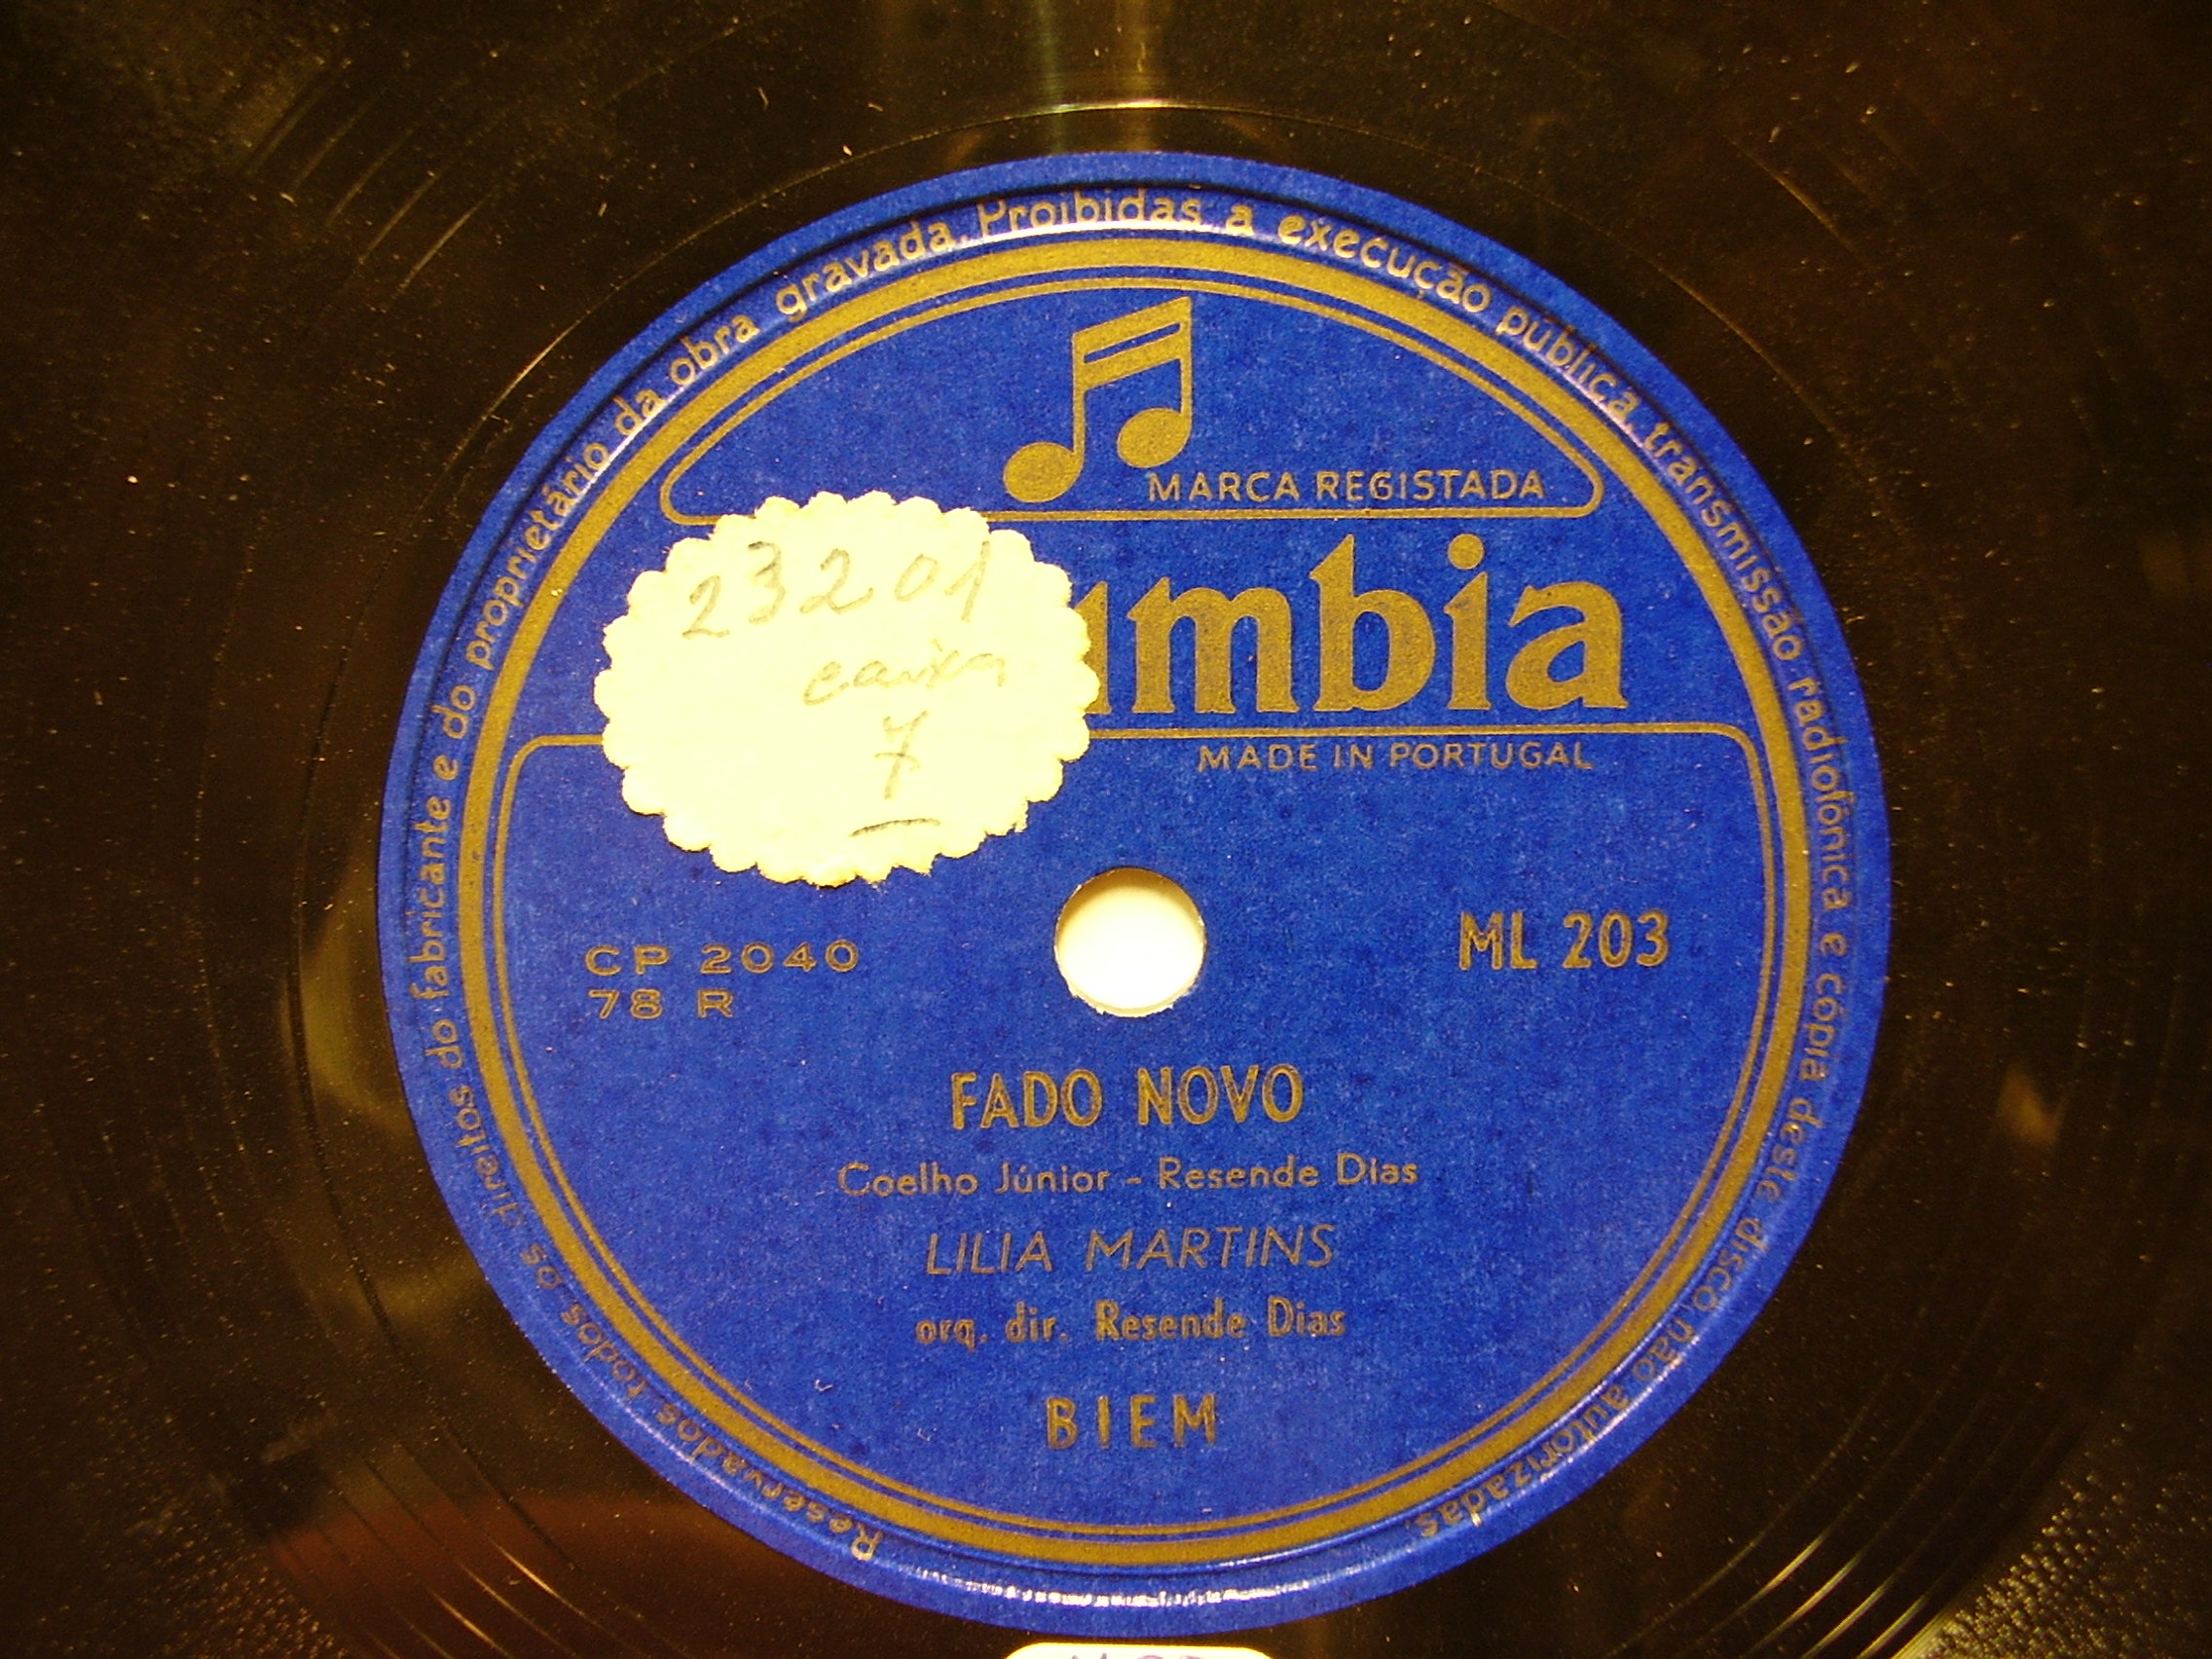 Reservados todos os direitos do fabricante e do proprietário da obra gravada. Proibidas a execução pública, transmissão radiofónica e cópia deste disco, não autorizadas.
MARCA REGISTADA
umbia
MADE IN PORTUGAL
23201
caixa
7
CP 2040
78 R
ML 203
FADO NOVO
Coelho Júnior - Resende Dias
LILIA MARTINS
orq. dir. Resende Dias
BIEM